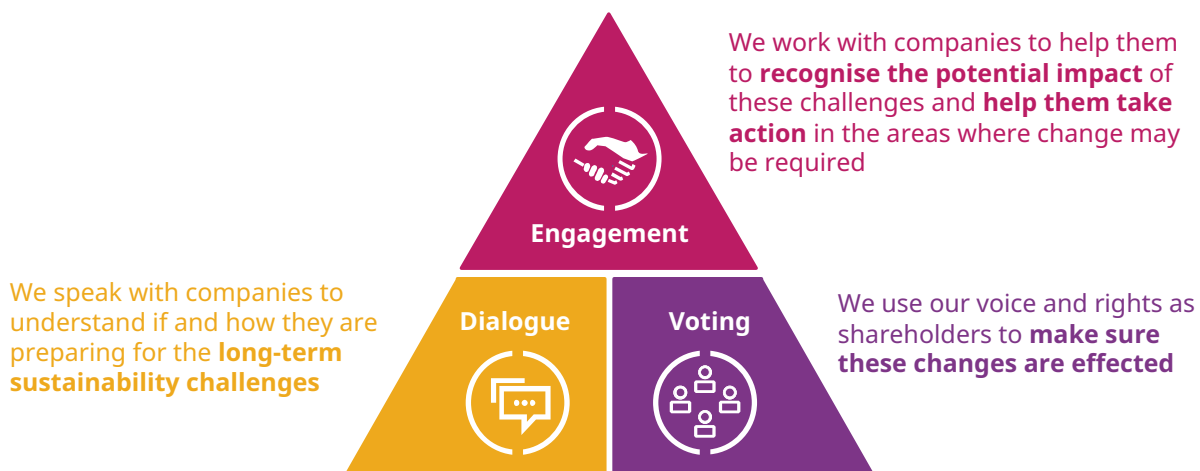 We work with companies to help them
to recognise the potential impact of
these challenges and help them take
action in the areas where change may
be required
Engagement
We speak with companies to
understand if and how they are
preparing for the long-term
sustainability challenges
Dialogue
Voting
We use our voice and rights as
shareholders to make sure
these changes are effected